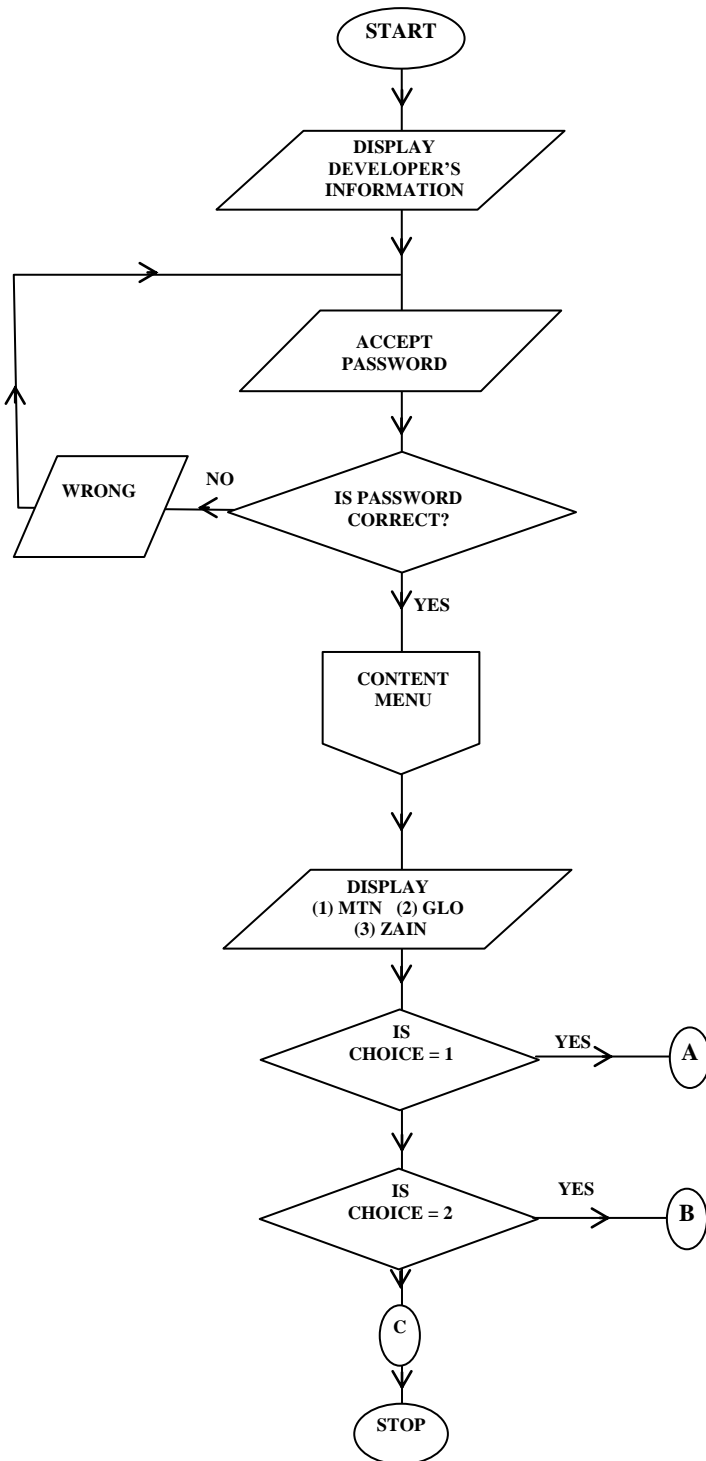 START
DISPLAY
DEVELOPER’S
INFORMATION
ACCEPT
PASSWORD
WRONG
NO
IS PASSWORD
CORRECT?
YES
CONTENT
MENU
DISPLAY
(1) MTN (2) GLO
(3) ZAIN
IS
CHOICE = 1
YES
A
IS
CHOICE = 2
YES
B
C
STOP